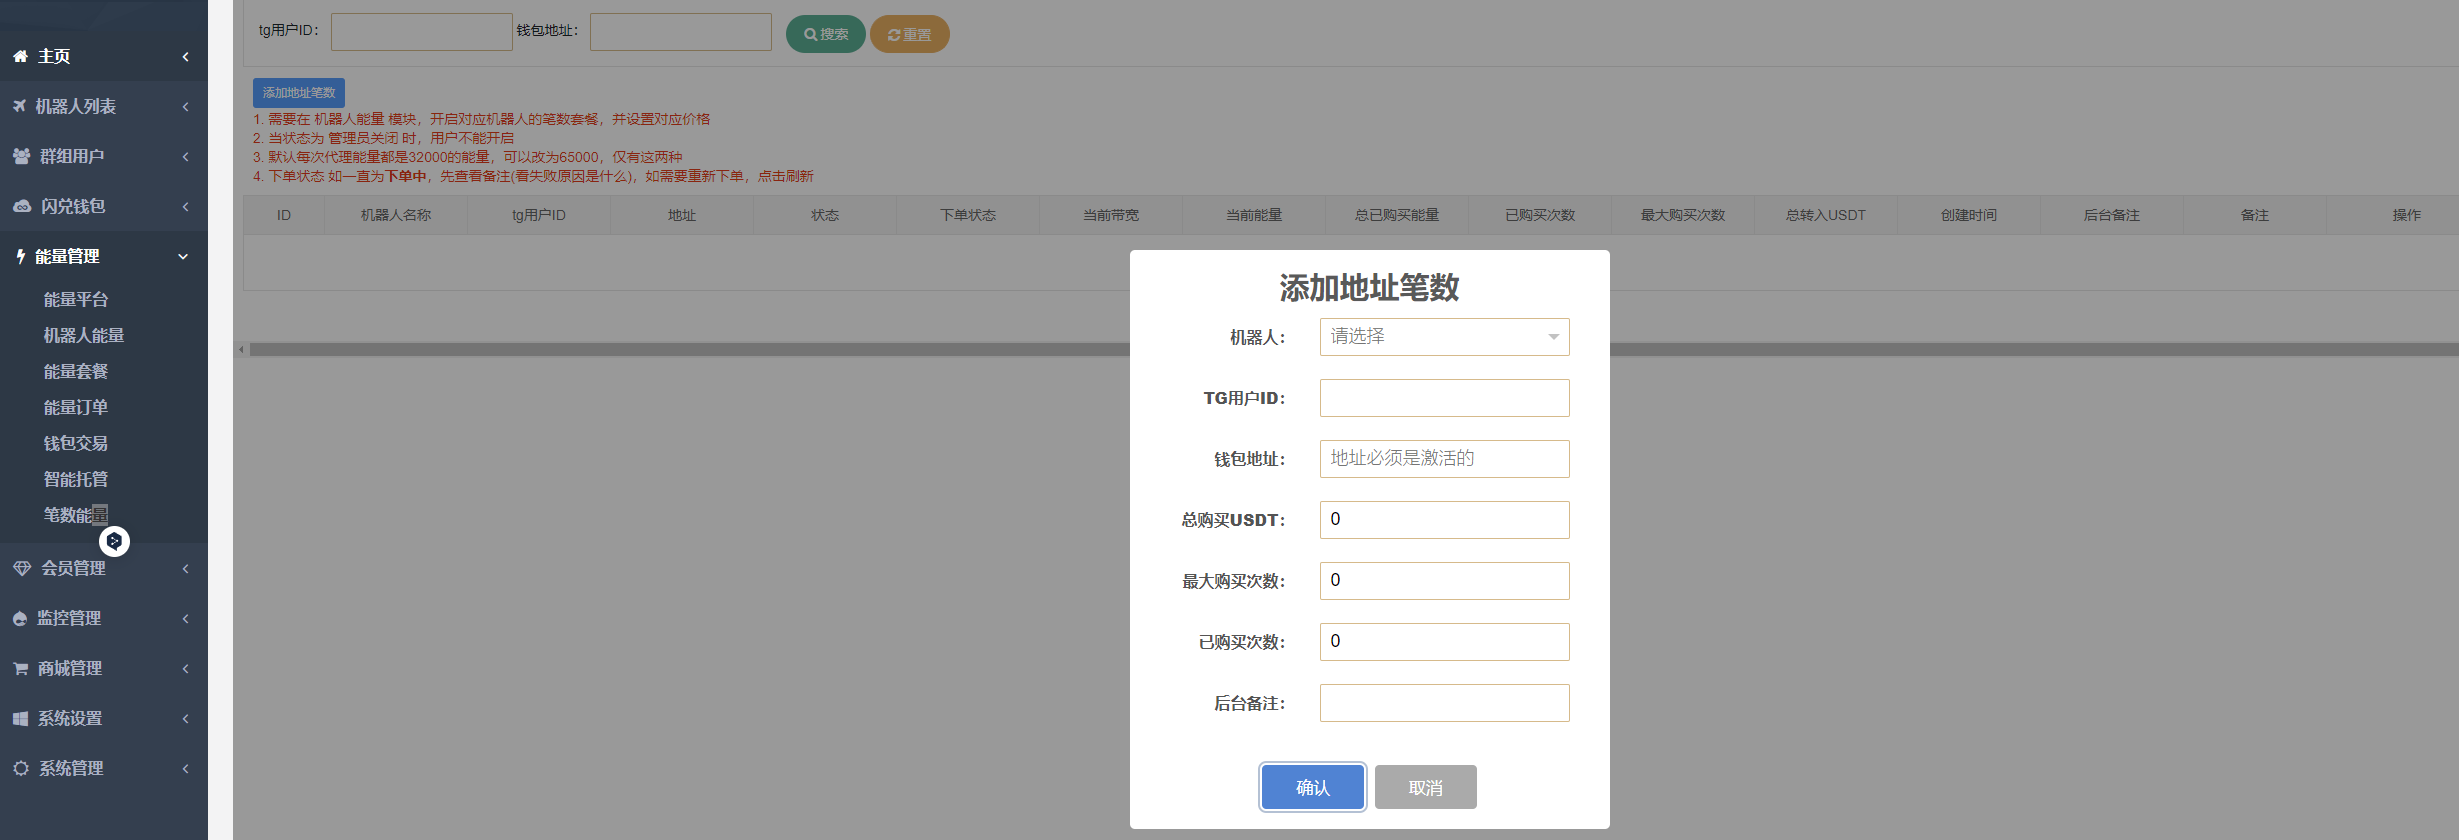 主页
机器人列表
群组用户
闪兑钱包
能量管理
能量平台
机器人能量
能量套餐
能量订单
钱包交易
智能托管
笔数能量
会员管理
监控管理
商城管理
系统设置
系统管理
tg用户ID： 钱包地址： 搜索 重置
添加地址笔数
1. 需要在 机器人能量 模块，开启对应机器人的笔数套餐，并设置对应价格
2. 当状态为 管理员关闭 时，用户不能开启
3. 默认每次代理能量都是32000的能量，可以改为65000，仅有这两种
4. 下单状态 如一直为下单中，先查看备注(看失败原因是什么)，如需要重新下单，点击刷新
ID 机器人名称 tg用户ID 地址 状态 下单状态 当前带宽 当前能量 总已购买能量 已购买次数 最大购买次数 总转入USDT 创建时间 后台备注 备注 操作
添加地址笔数
机器人： 请选择
TG用户ID：
钱包地址： 地址必须是激活的
总购买USDT： 0
最大购买次数： 0
已购买次数： 0
后台备注：
确认 取消